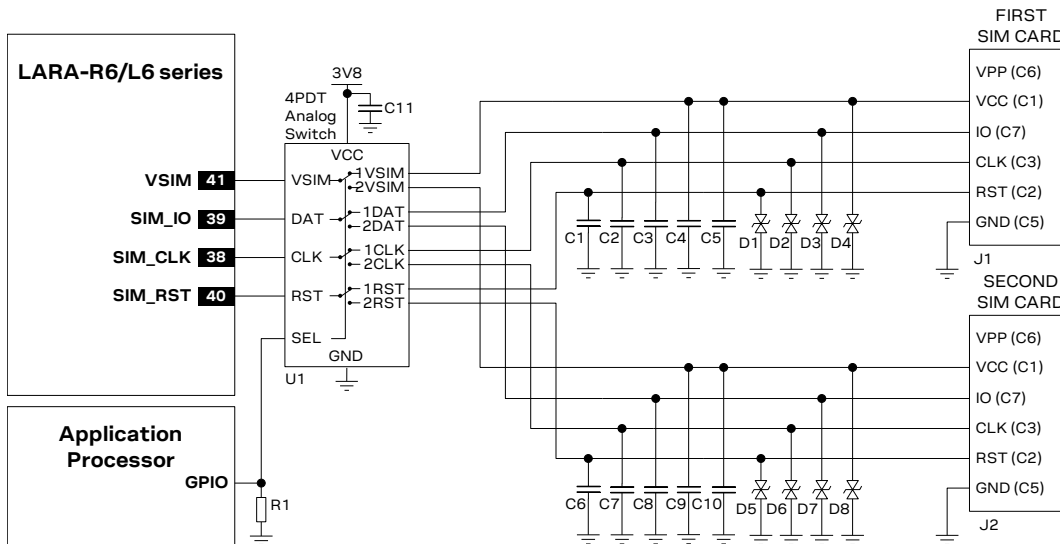 LARA-R6/L6 series
VSIM 41
SIM_IO 39
SIM_CLK 38
SIM_RST 40
Application
Processor
GPIO
R1
3V8
C11
4PDT
Analog
Switch
VCC
VSIM
1VSIM
2VSIM
DAT
1DAT
2DAT
CLK
1CLK
2CLK
RST
1RST
2RST
SEL
GND
U1
C1 C2 C3 C4 C5 D1 D2 D3 D4
FIRST
SIM CARD
VPP (C6)
VCC (C1)
IO (C7)
CLK (C3)
RST (C2)
GND (C5)
J1
C6 C7 C8 C9 C10 D5 D6 D7 D8
SECOND
SIM CARD
VPP (C6)
VCC (C1)
IO (C7)
CLK (C3)
RST (C2)
GND (C5)
J2